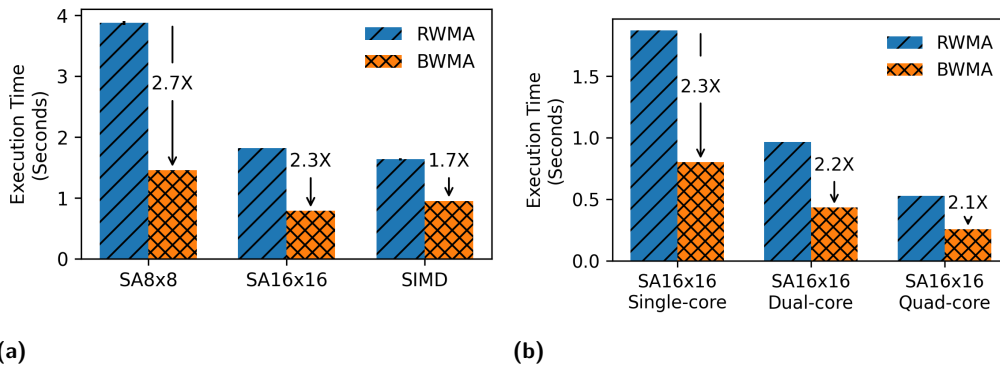 Execution Time
(Seconds)
4
3
2
1
0
RWMA
BWMA
2.7X
2.3X
1.7X
SA8x8
SA16x16
SIMD
(a)
Execution Time
(Seconds)
1.5
1.0
0.5
0.0
RWMA
BWMA
2.3X
2.2X
2.1X
SA16x16
Single-core
SA16x16
Dual-core
SA16x16
Quad-core
(b)